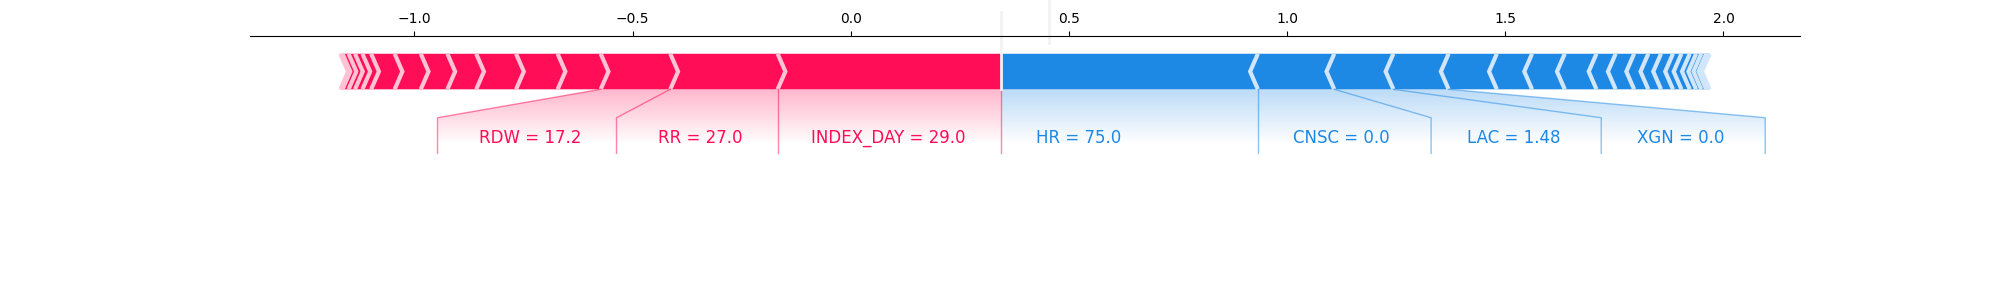 −1.0 −0.5 0.0 0.5 1.0 1.5 2.0
RDW = 17.2 RR = 27.0 INDEX_DAY = 29.0 HR = 75.0 CNSC = 0.0 LAC = 1.48 XGN = 0.0